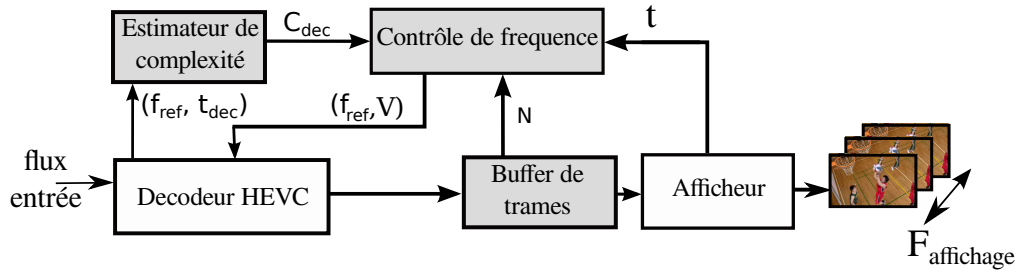 Estimateur de
complexité
C_dec
Contrôle de frequence
t
(f_ref, t_dec)
(f_ref,V)
N
flux
entrée
Decodeur HEVC
Buffer de
trames
Afficheur
F_affichage